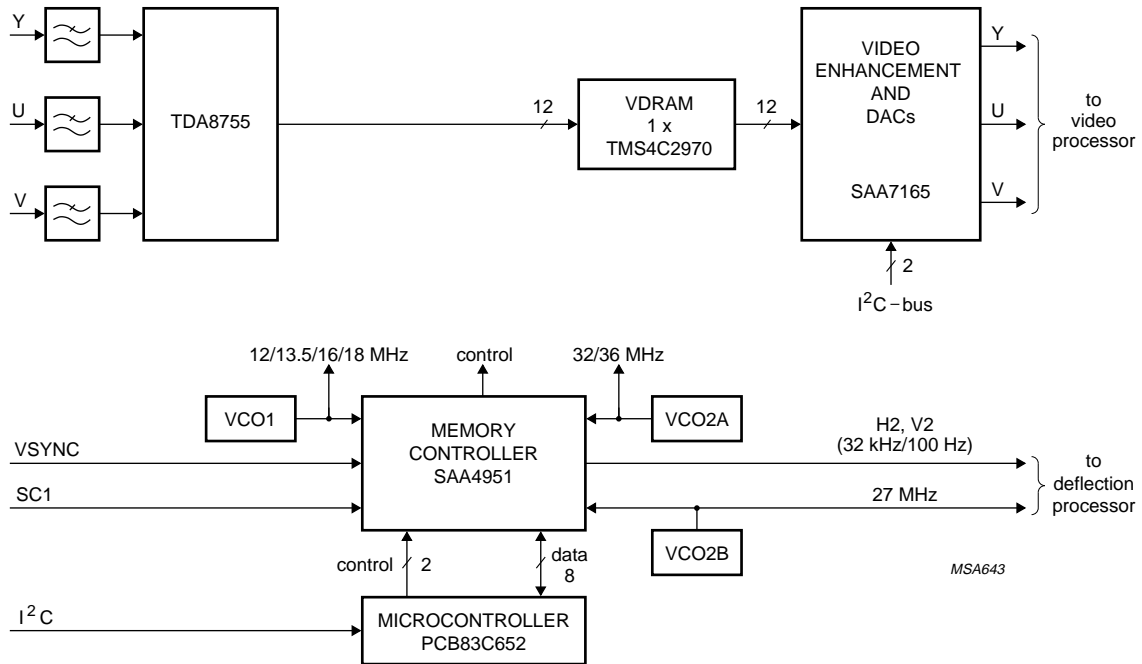 Y
U
V
TDA8755
12
VDRAM
1 x
TMS4C2970
12
VIDEO
ENHANCEMENT
AND
DACs
SAA7165
Y
U
V
to
video
processor
2
I²C-bus
12/13.5/16/18 MHz
control
32/36 MHz
VCO1
MEMORY
CONTROLLER
SAA4951
VCO2A
VSYNC
SC1
H2, V2
(32 kHz/100 Hz)
27 MHz
to
deflection
processor
VCO2B
control
2
data
8
MSA643
I²C
MICROCONTROLLER
PCB83C652